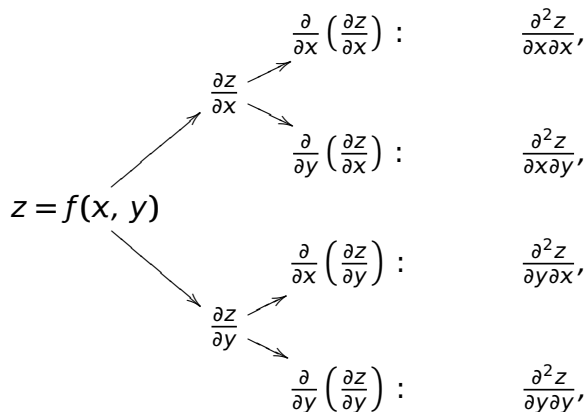 ∂/∂x (∂z/∂x) : ∂²z/∂x∂x,
∂z/∂x
∂/∂y (∂z/∂x) : ∂²z/∂x∂y,
z = f(x, y)
∂/∂x (∂z/∂y) : ∂²z/∂y∂x,
∂z/∂y
∂/∂y (∂z/∂y) : ∂²z/∂y∂y,